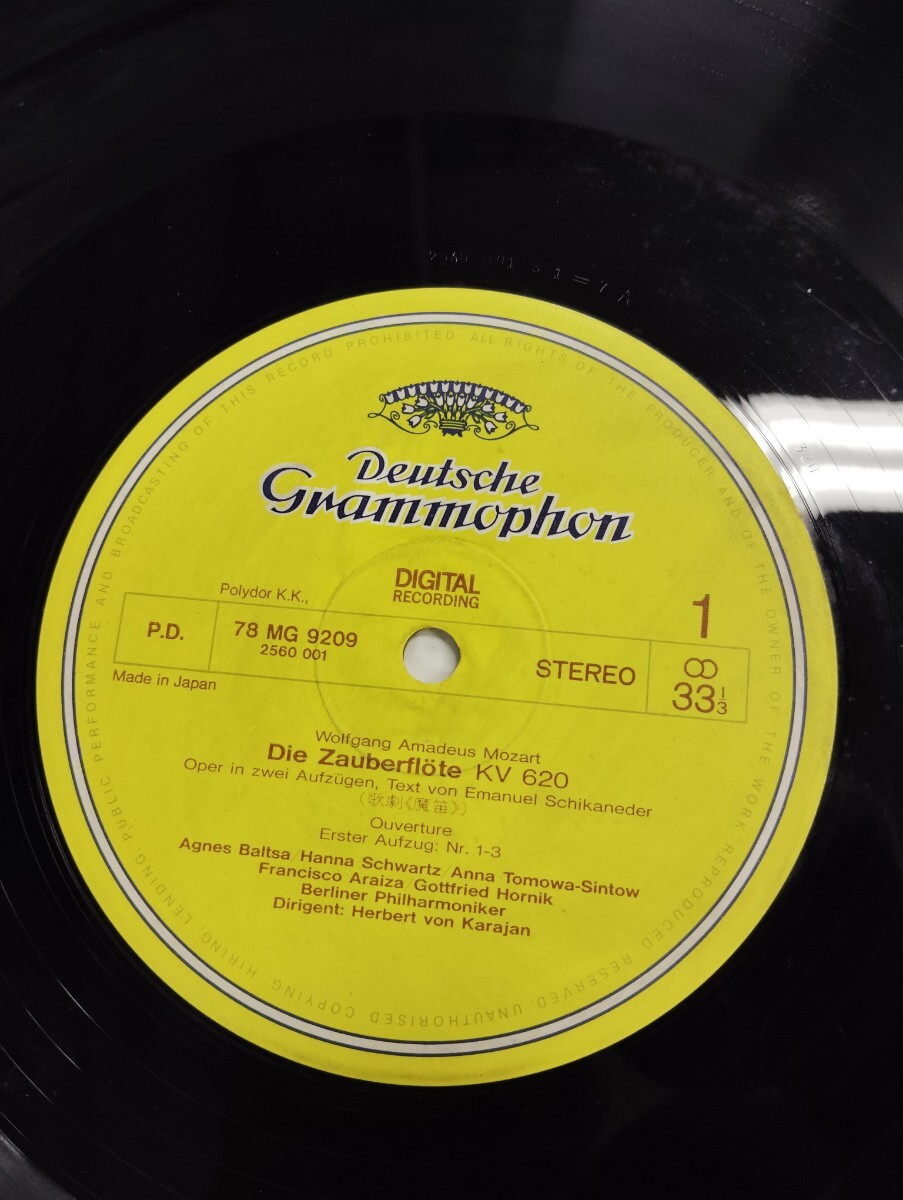 Deutsche
Grammophon
DIGITAL
RECORDING
1
Polydor K.K.,
P.D.
78 MG 9209
2560 001
STEREO
33 1/3
Made in Japan
Wolfgang Amadeus Mozart
Die Zauberflöte KV 620
Oper in zwei Aufzügen, Text von Emanuel Schikaneder
(歌劇《魔笛》)
Ouverture
Erster Aufzug: Nr. 1-3
Agnes Baltsa/Hanna Schwartz/Anna Tomowa-Sintow
Francisco Araiza/Gottfried Hornik
Berliner Philharmoniker
Dirigent: Herbert von Karajan
ALL RIGHTS OF THE PRODUCER AND OF THE OWNER OF THE WORK REPRODUCED RESERVED. UNAUTHORISED COPYING, HIRING, LENDING, PUBLIC PERFORMANCE AND BROADCASTING OF THIS RECORD PROHIBITED.